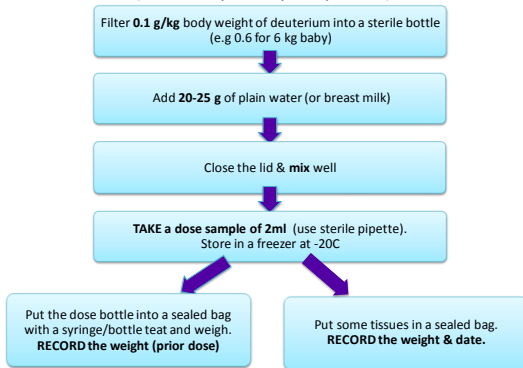 Filter 0.1 g/kg body weight of deuterium into a sterile bottle
(e.g 0.6 for 6 kg baby)
Add 20-25 g of plain water (or breast milk)
Close the lid & mix well
TAKE a dose sample of 2ml (use sterile pipette).
Store in a freezer at -20C
Put the dose bottle into a sealed bag
with a syringe/bottle teat and weigh.
RECORD the weight (prior dose)
Put some tissues in a sealed bag.
RECORD the weight & date.